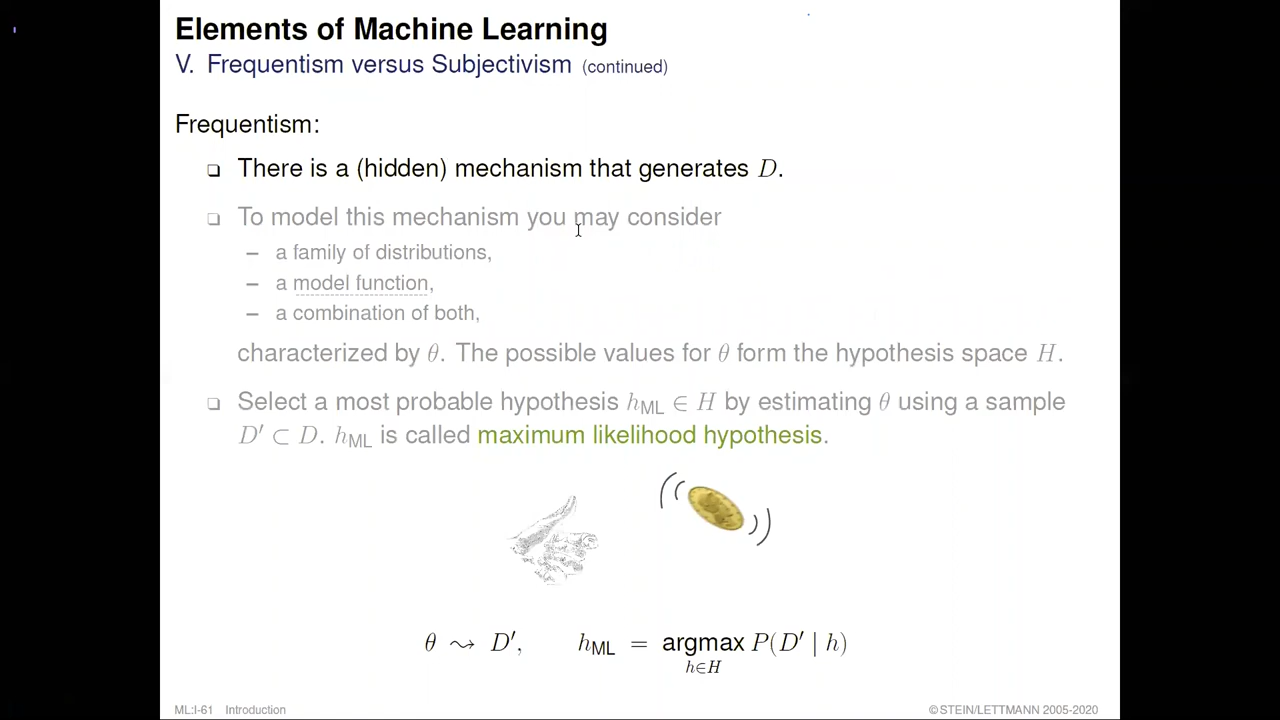 Elements of Machine Learning
V. Frequentism versus Subjectivism (continued)
Frequentism:
❑ There is a (hidden) mechanism that generates D.
❑ To model this mechanism you may consider
– a family of distributions,
– a model function,
– a combination of both,
characterized by θ. The possible values for θ form the hypothesis space H.
❑ Select a most probable hypothesis h_ML ∈ H by estimating θ using a sample
D′ ⊂ D. h_ML is called maximum likelihood hypothesis.
θ ⇝ D′, h_ML = argmax P(D′ | h)
h∈H
ML:I-61 Introduction ©STEIN/LETTMANN 2005-2020